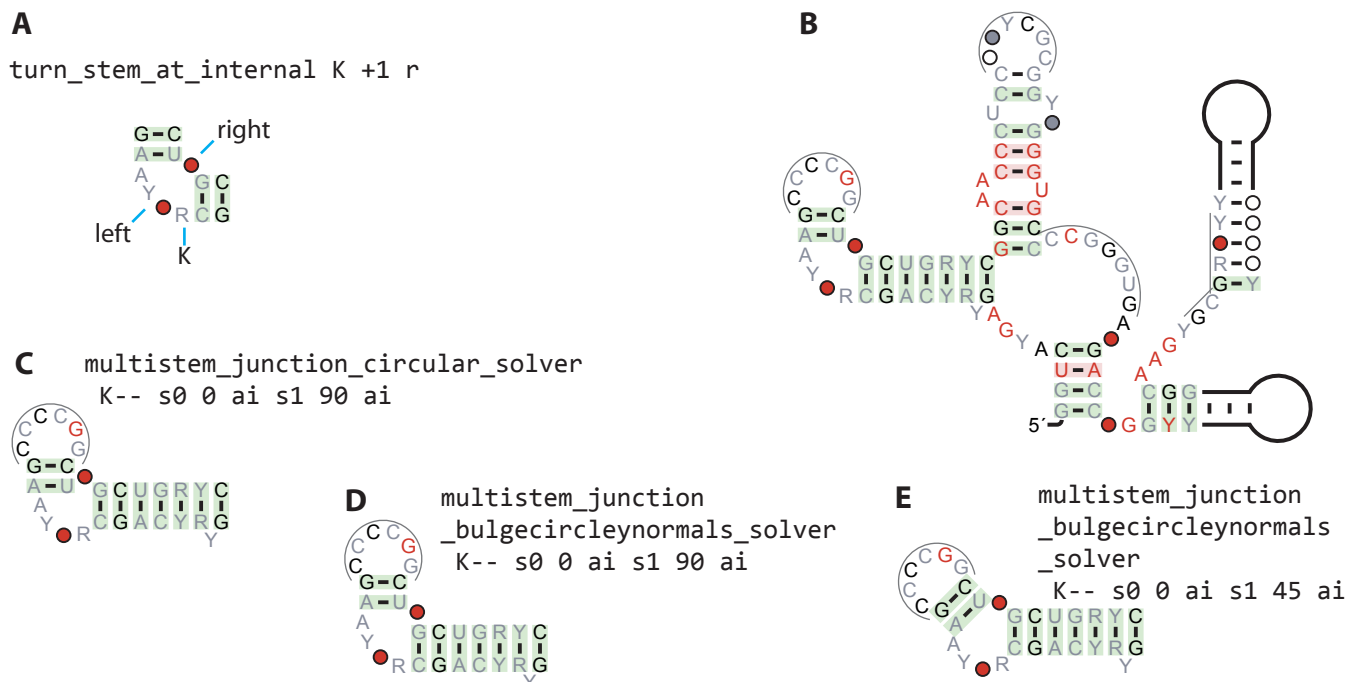 A
turn_stem_at_internal K +1 r
G C
right
A U
A
G C
Y
left
R C G
K
B
Y C G
C
G
C G
C G
Y
U
C G
C G
C G
A
A U
C G
G C
G C C C G G G U G A
C C C C G G
G C
A U
A
A
Y
R
G C U G R Y C
C G A C Y R G
Y A G Y A
C G
U A
G C
5´ G C
G
G Y Y
C G G
A A G Y G C
G Y
R
Y
Y
C
multistem_junction_circular_solver
K-- s0 0 ai s1 90 ai
C C C C G G
G C
A U
A
A
Y
R
G C U G R Y C
C G A C Y R G
Y
D
multistem_junction
_bulgecircleynormals_solver
K-- s0 0 ai s1 90 ai
C C C C G G
G C
A U
A
A
Y
R
G C U G R Y C
C G A C Y R G
Y
E
multistem_junction
_bulgecircleynormals
_solver
K-- s0 0 ai s1 45 ai
C C C C G G
G C
A U
A
A
Y
R
G C U G R Y C
C G A C Y R G
Y